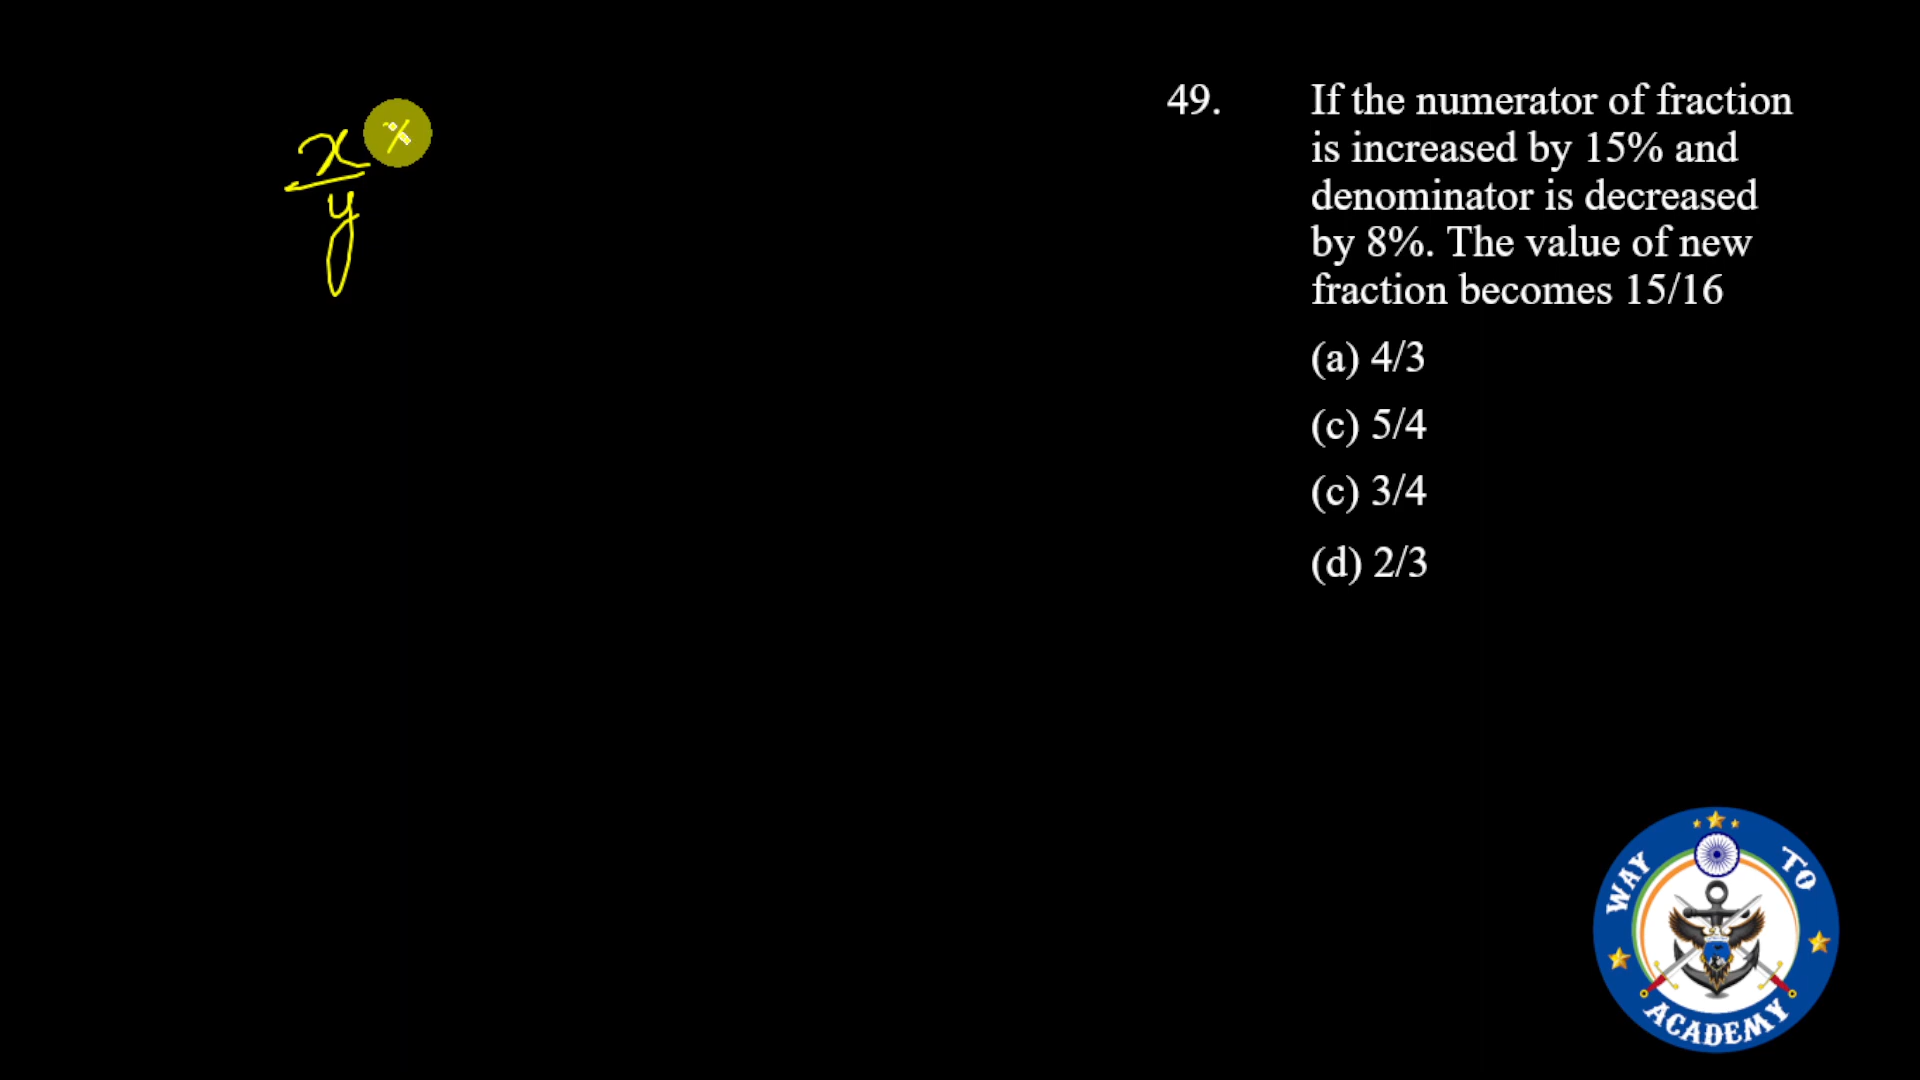 x ×
y
49. If the numerator of fraction
is increased by 15% and
denominator is decreased
by 8%. The value of new
fraction becomes 15/16
(a) 4/3
(c) 5/4
(c) 3/4
(d) 2/3
WAY TO
ACADEMY